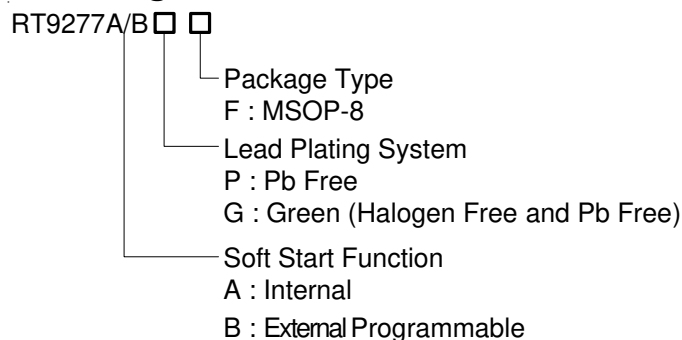 RT9277A/B□ □
Package Type
F : MSOP-8
Lead Plating System
P : Pb Free
G : Green (Halogen Free and Pb Free)
Soft Start Function
A : Internal
B : External Programmable